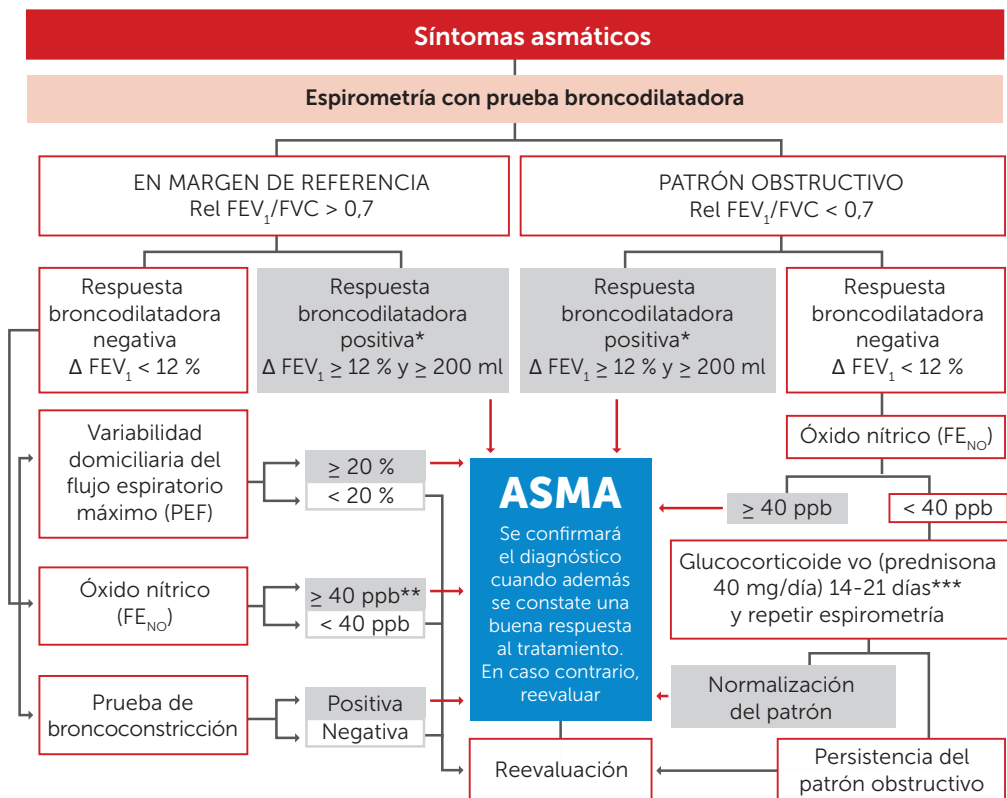 Síntomas asmáticos
Espirometría con prueba broncodilatadora
EN MARGEN DE REFERENCIA
Rel FEV₁/FVC > 0,7
PATRÓN OBSTRUCTIVO
Rel FEV₁/FVC < 0,7
Respuesta
broncodilatadora
negativa
Δ FEV₁ < 12 %
Respuesta
broncodilatadora
positiva*
Δ FEV₁ ≥ 12 % y ≥ 200 ml
Respuesta
broncodilatadora
positiva*
Δ FEV₁ ≥ 12 % y ≥ 200 ml
Respuesta
broncodilatadora
negativa
Δ FEV₁ < 12 %
Variabilidad
domiciliaria del
flujo espiratorio
máximo (PEF)
≥ 20 %
< 20 %
Óxido nítrico
(FE_NO)
≥ 40 ppb**
< 40 ppb
Prueba de
broncoconstricción
Positiva
Negativa
ASMA
Se confirmará
el diagnóstico
cuando además
se constate una
buena respuesta
al tratamiento.
En caso contrario,
reevaluar
Reevaluación
Óxido nítrico (FE_NO)
≥ 40 ppb
< 40 ppb
Glucocorticoide vo (prednisona
40 mg/día) 14-21 días***
y repetir espirometría
Normalización
del patrón
Persistencia del
patrón obstructivo